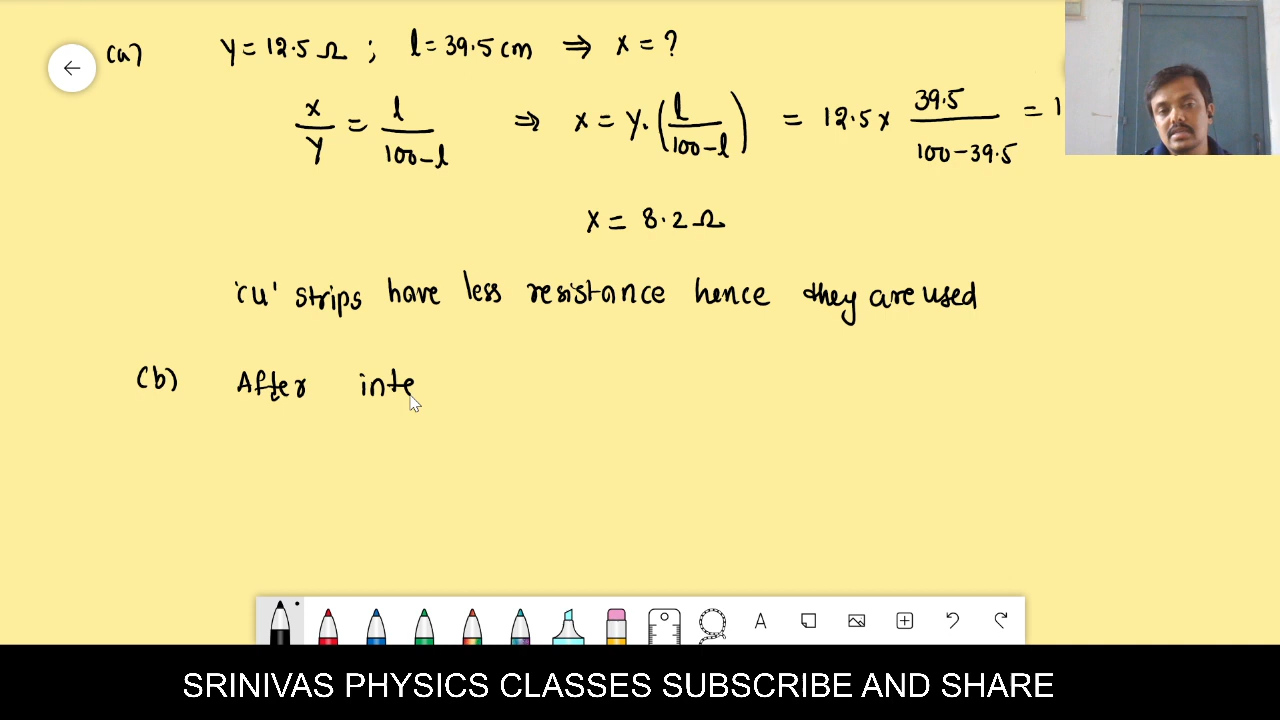 (a) Y = 12.5 Ω ; l = 39.5 cm ⇒ X = ?
X/Y = l/(100-l) ⇒ X = Y. (l/(100-l)) = 12.5 x 39.5/(100-39.5) = 1
X = 8.2 Ω
'cu' strips have less resistance hence they are used
(b) After inte
A
SRINIVAS PHYSICS CLASSES SUBSCRIBE AND SHARE